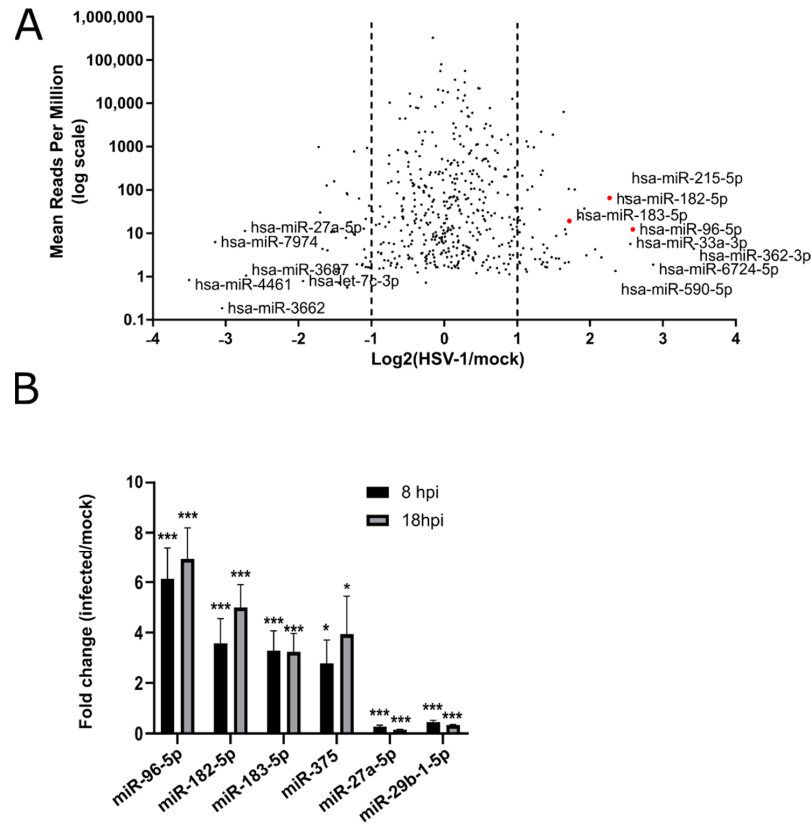 A
1,000,000
100,000
10,000
1000
100
10
1
0.1
Mean Reads Per Million
(log scale)
hsa-miR-215-5p
hsa-miR-182-5p
hsa-miR-183-5p
hsa-miR-96-5p
hsa-miR-33a-3p
hsa-miR-362-3p
hsa-miR-6724-5p
hsa-miR-590-5p
hsa-miR-27a-5p
hsa-miR-7974
hsa-miR-3687
hsa-let-7c-3p
hsa-miR-4461
hsa-miR-3662
-4 -3 -2 -1 0 1 2 3 4
Log2(HSV-1/mock)
B
Fold change (infected/mock)
10
8
6
4
2
0
8 hpi
18hpi
*** *** *** *** *** *** * * *** *** *** ***
miR-96-5p
miR-182-5p
miR-183-5p
miR-375
miR-27a-5p
miR-29b-1-5p